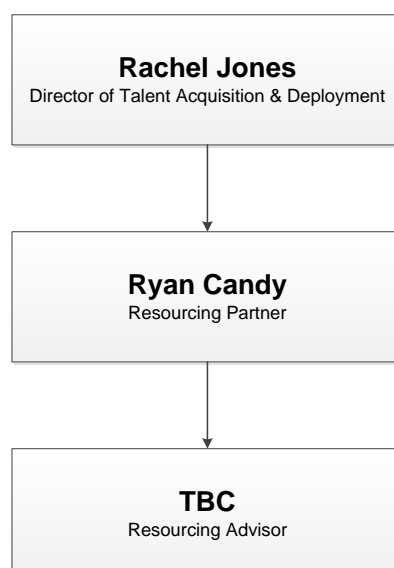 Rachel Jones
Director of Talent Acquisition & Deployment
Ryan Candy
Resourcing Partner
TBC
Resourcing Advisor